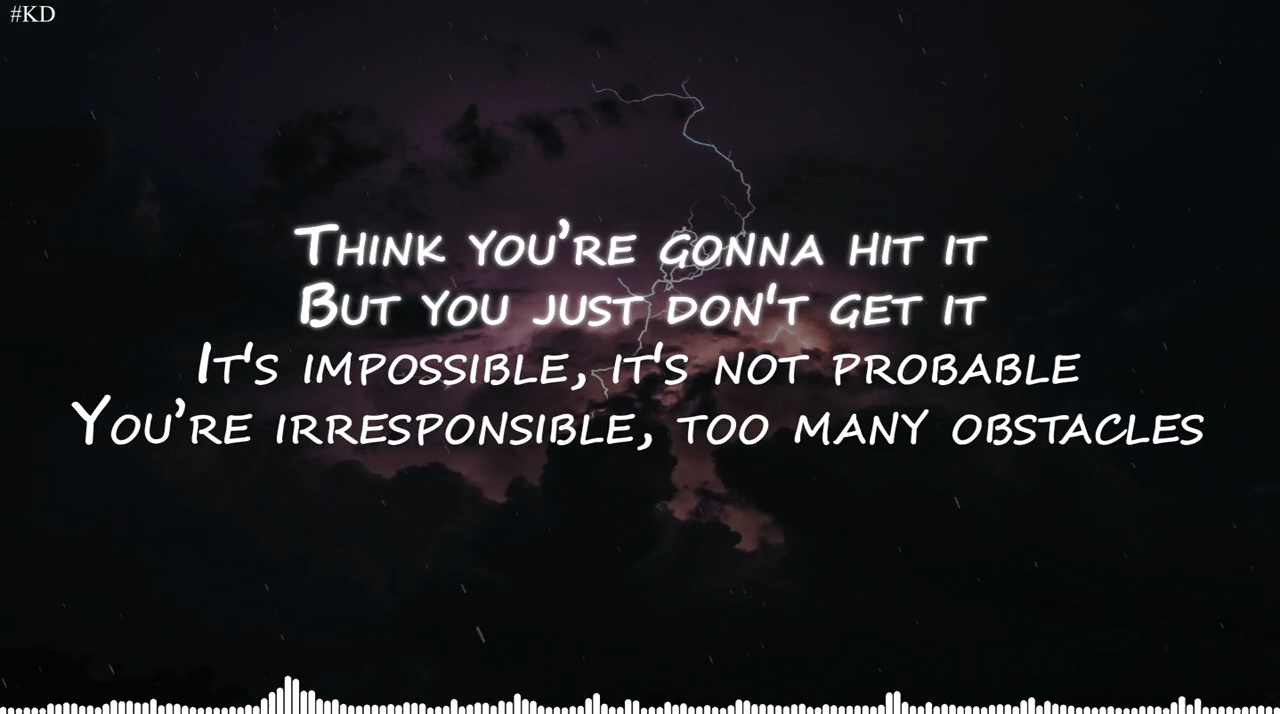 #KD
Think you’re gonna hit it
But you just don't get it
It's impossible, it's not probable
You’re irresponsible, too many obstacles